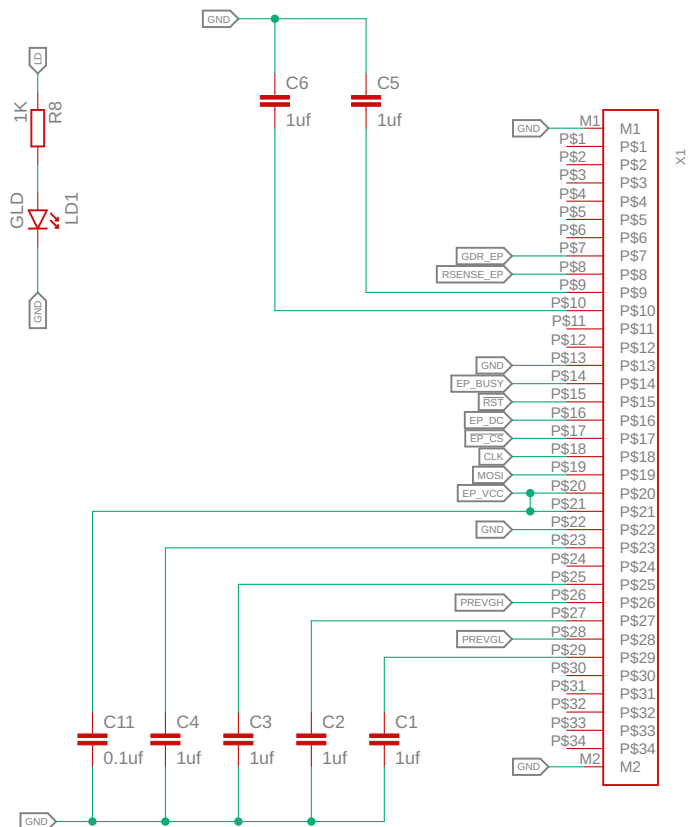 GND
C6
1uf
C5
1uf
LD
1K
R8
GLD
LD1
GND
X1
GND
M1
M1
P$1
P$1
P$2
P$2
P$3
P$3
P$4
P$4
P$5
P$5
P$6
P$6
GDR_EP
P$7
P$7
RSENSE_EP
P$8
P$8
P$9
P$9
P$10
P$10
P$11
P$11
P$12
P$12
GND
P$13
P$13
EP_BUSY
P$14
P$14
RST
P$15
P$15
EP_DC
P$16
P$16
EP_CS
P$17
P$17
CLK
P$18
P$18
MOSI
P$19
P$19
EP_VCC
P$20
P$20
P$21
P$21
GND
P$22
P$22
P$23
P$23
P$24
P$24
P$25
P$25
PREVGH
P$26
P$26
P$27
P$27
PREVGL
P$28
P$28
P$29
P$29
P$30
P$30
P$31
P$31
P$32
P$32
P$33
P$33
P$34
P$34
GND
M2
M2
C11
0.1uf
C4
1uf
C3
1uf
C2
1uf
C1
1uf
GND